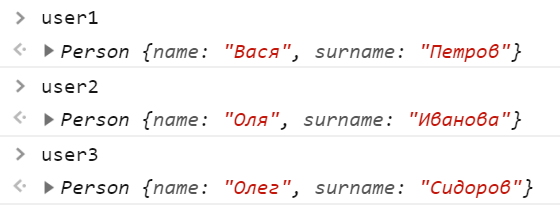 user1
Person {name: "Вася", surname: "Петров"}
user2
Person {name: "Оля", surname: "Иванова"}
user3
Person {name: "Олег", surname: "Сидоров"}